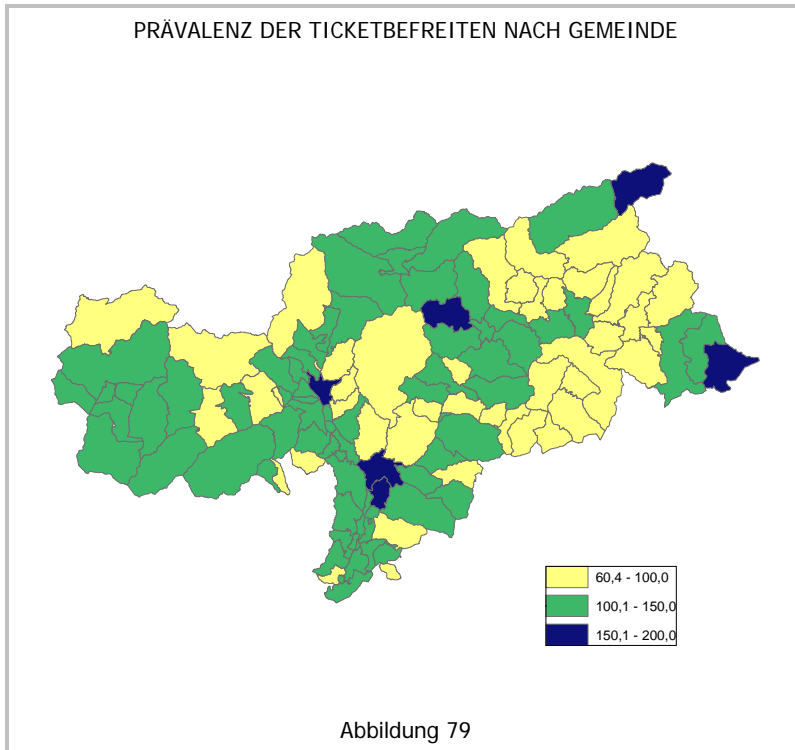 PRÄVALENZ DER TICKETBEFREITEN NACH GEMEINDE
60,4 - 100,0
100,1 - 150,0
150,1 - 200,0
Abbildung 79